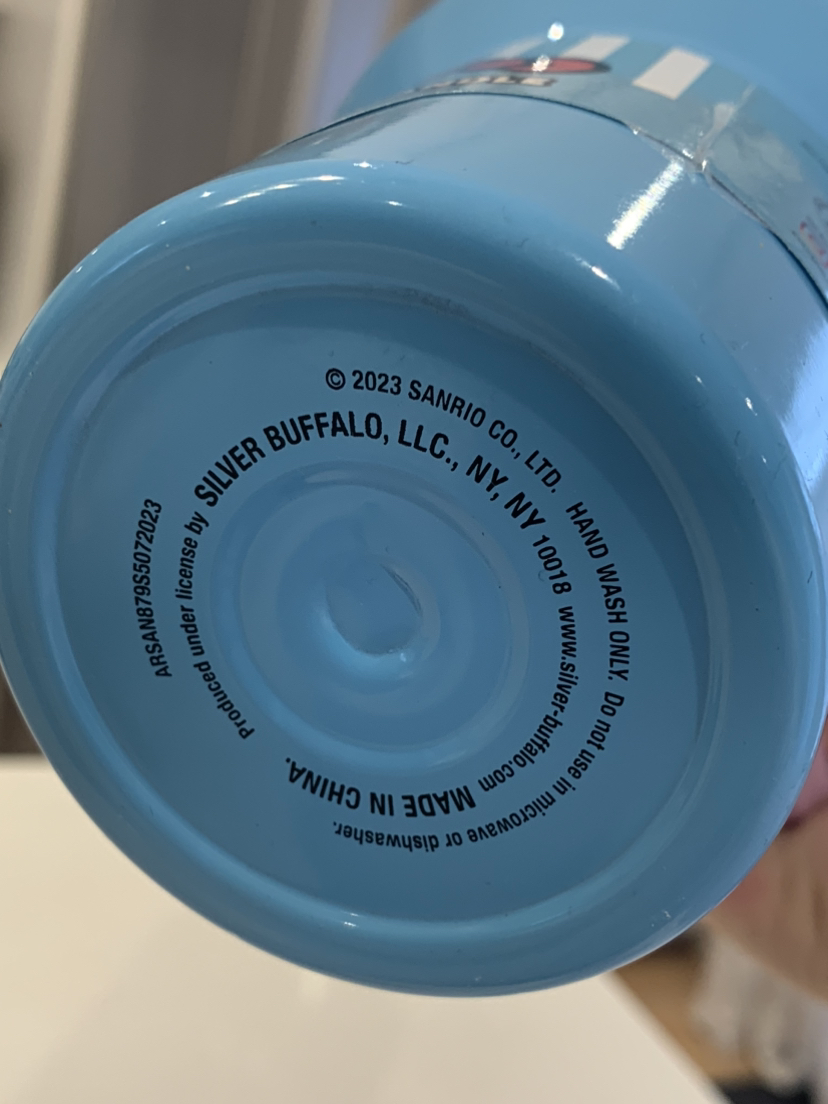 © 2023 SANRIO CO., LTD. HAND WASH ONLY. Do not use in microwave or dishwasher.
Produced under license by SILVER BUFFALO, LLC., NY, NY 10018 www.silver-buffalo.com MADE IN CHINA.
ARSAN879S5072023